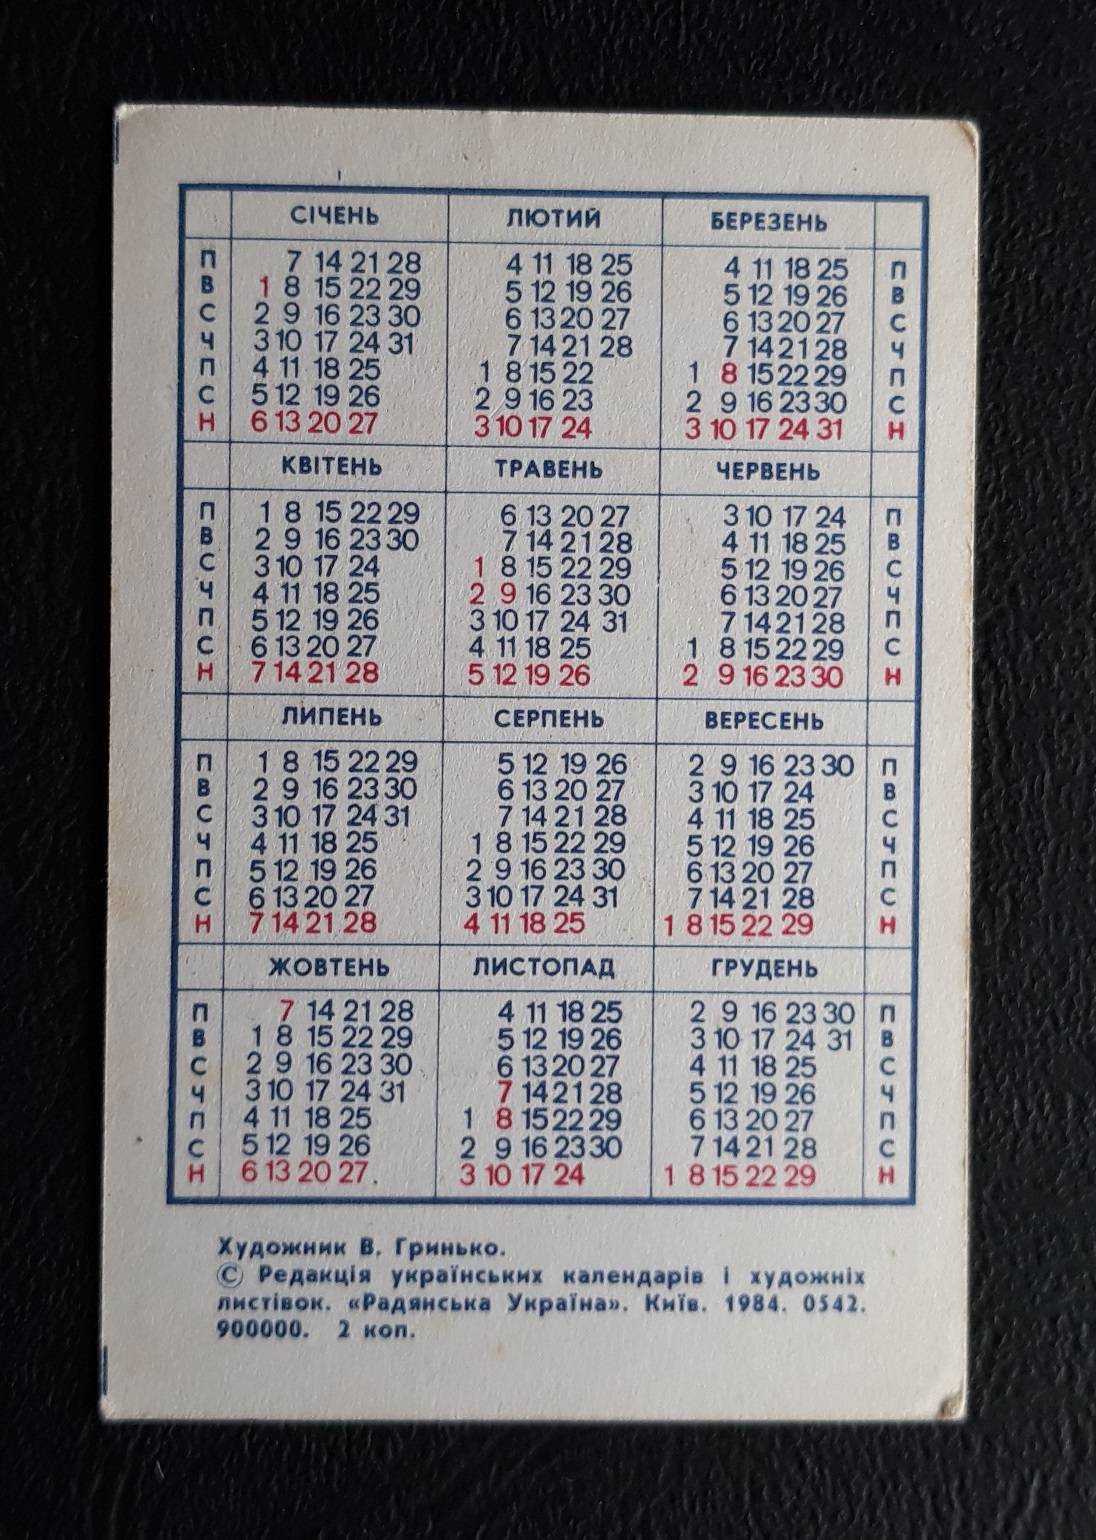 СІЧЕНЬ ЛЮТИЙ БЕРЕЗЕНЬ
П 7 14 21 28 4 11 18 25 4 11 18 25 П
В 1 8 15 22 29 5 12 19 26 5 12 19 26 В
С 2 9 16 23 30 6 13 20 27 6 13 20 27 С
Ч 3 10 17 24 31 7 14 21 28 7 14 21 28 Ч
П 4 11 18 25 1 8 15 22 1 8 15 22 29 П
С 5 12 19 26 2 9 16 23 2 9 16 23 30 С
Н 6 13 20 27 3 10 17 24 3 10 17 24 31 Н
КВІТЕНЬ ТРАВЕНЬ ЧЕРВЕНЬ
П 1 8 15 22 29 6 13 20 27 3 10 17 24 П
В 2 9 16 23 30 7 14 21 28 4 11 18 25 В
С 3 10 17 24 1 8 15 22 29 5 12 19 26 С
Ч 4 11 18 25 2 9 16 23 30 6 13 20 27 Ч
П 5 12 19 26 3 10 17 24 31 7 14 21 28 П
С 6 13 20 27 4 11 18 25 1 8 15 22 29 С
Н 7 14 21 28 5 12 19 26 2 9 16 23 30 Н
ЛИПЕНЬ СЕРПЕНЬ ВЕРЕСЕНЬ
П 1 8 15 22 29 5 12 19 26 2 9 16 23 30 П
В 2 9 16 23 30 6 13 20 27 3 10 17 24 В
С 3 10 17 24 31 7 14 21 28 4 11 18 25 С
Ч 4 11 18 25 1 8 15 22 29 5 12 19 26 Ч
П 5 12 19 26 2 9 16 23 30 6 13 20 27 П
С 6 13 20 27 3 10 17 24 31 7 14 21 28 С
Н 7 14 21 28 4 11 18 25 1 8 15 22 29 Н
ЖОВТЕНЬ ЛИСТОПАД ГРУДЕНЬ
П 7 14 21 28 4 11 18 25 2 9 16 23 30 П
В 1 8 15 22 29 5 12 19 26 3 10 17 24 31 В
С 2 9 16 23 30 6 13 20 27 4 11 18 25 С
Ч 3 10 17 24 31 7 14 21 28 5 12 19 26 Ч
П 4 11 18 25 1 8 15 22 29 6 13 20 27 П
С 5 12 19 26 2 9 16 23 30 7 14 21 28 С
Н 6 13 20 27. 3 10 17 24 1 8 15 22 29 Н
Художник В. Гринько.
© Редакція українських календарів і художніх
листівок. «Радянська Україна». Київ. 1984. 0542.
900000. 2 коп.